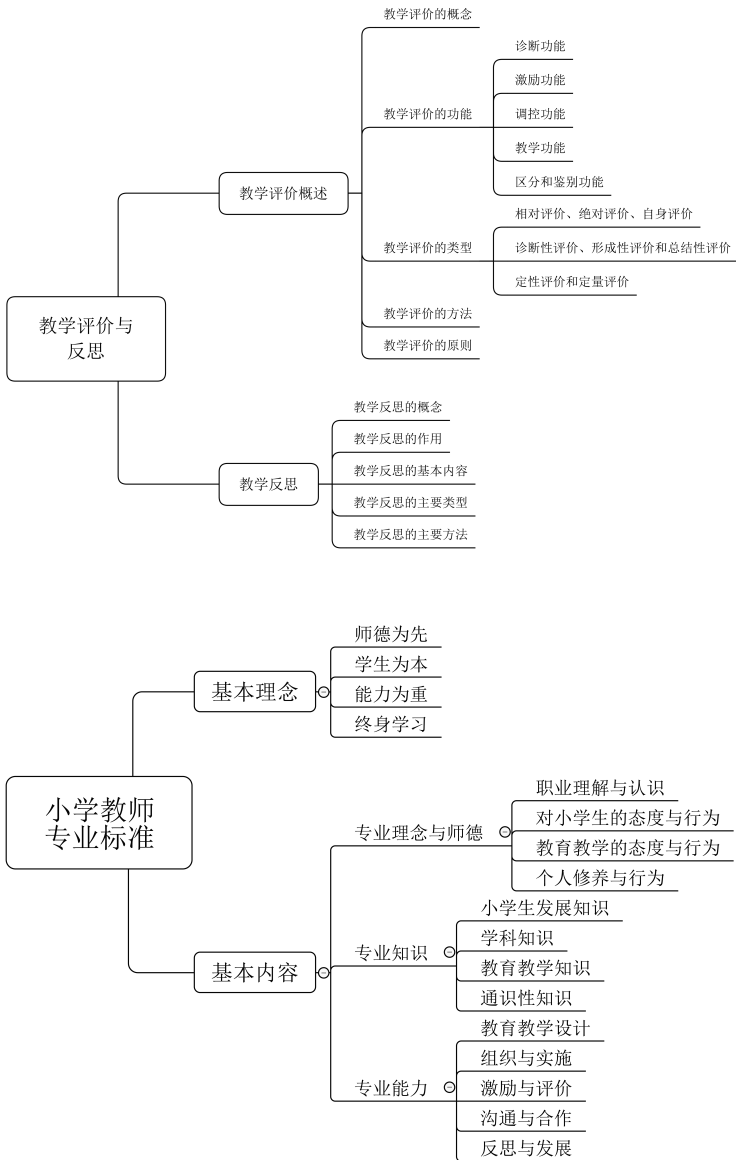 教学评价的概念
诊断功能
激励功能
教学评价的功能
调控功能
教学功能
区分和鉴别功能
教学评价概述
相对评价、绝对评价、自身评价
教学评价的类型
诊断性评价、形成性评价和总结性评价
定性评价和定量评价
教学评价的方法
教学评价的原则
教学评价与
反思
教学反思的概念
教学反思的作用
教学反思的基本内容
教学反思
教学反思的主要类型
教学反思的主要方法
师德为先
学生为本
基本理念
能力为重
终身学习
小学教师
专业标准
职业理解与认识
对小学生的态度与行为
专业理念与师德
教育教学的态度与行为
个人修养与行为
小学生发展知识
学科知识
专业知识
教育教学知识
通识性知识
基本内容
教育教学设计
组织与实施
专业能力
激励与评价
沟通与合作
反思与发展